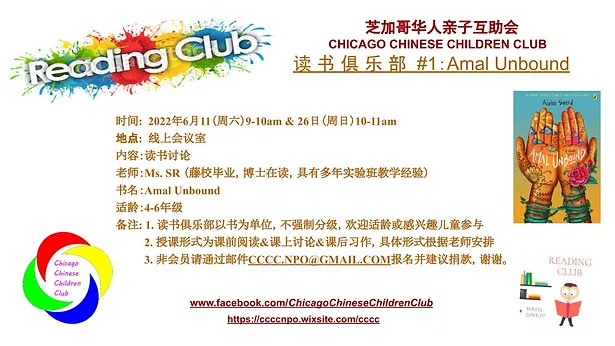 Reading Club
芝加哥华人亲子互助会
CHICAGO CHINESE CHILDREN CLUB
读书俱乐部 #1：Amal Unbound
时间： 2022年6月11（周六）9-10am & 26日（周日）10-11am
地点： 线上会议室
内容：读书讨论
老师：Ms. SR （藤校毕业，博士在读，具有多年实验班教学经验）
书名：Amal Unbound
适龄：4-6年级
备注： 1. 读书俱乐部以书为单位，不强制分级，欢迎适龄或感兴趣儿童参与
2. 授课形式为课前阅读&课上讨论&课后习作，具体形式根据老师安排
3. 非会员请通过邮件CCCC.NPO@GMAIL.COM报名并建议捐款，谢谢。
Aisha Saeed
AMAL UNBOUND
Chicago
Chinese
Children
Club
READING
CLUB
YOU'LL
LOVE IT!
www.facebook.com/ChicagoChineseChildrenClub
https://ccccnpo.wixsite.com/cccc